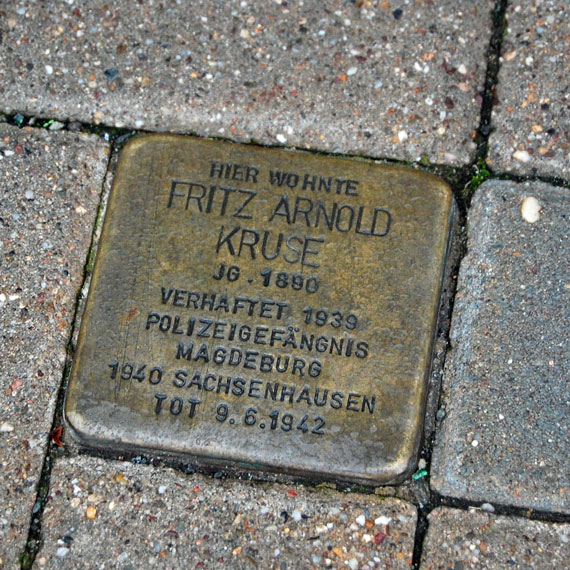 HIER WOHNTE
FRITZ ARNOLD
KRUSE
JG. 1890
VERHAFTET 1939
POLIZEIGEFÄNGNIS
MAGDEBURG
1940 SACHSENHAUSEN
TOT 9.6.1942